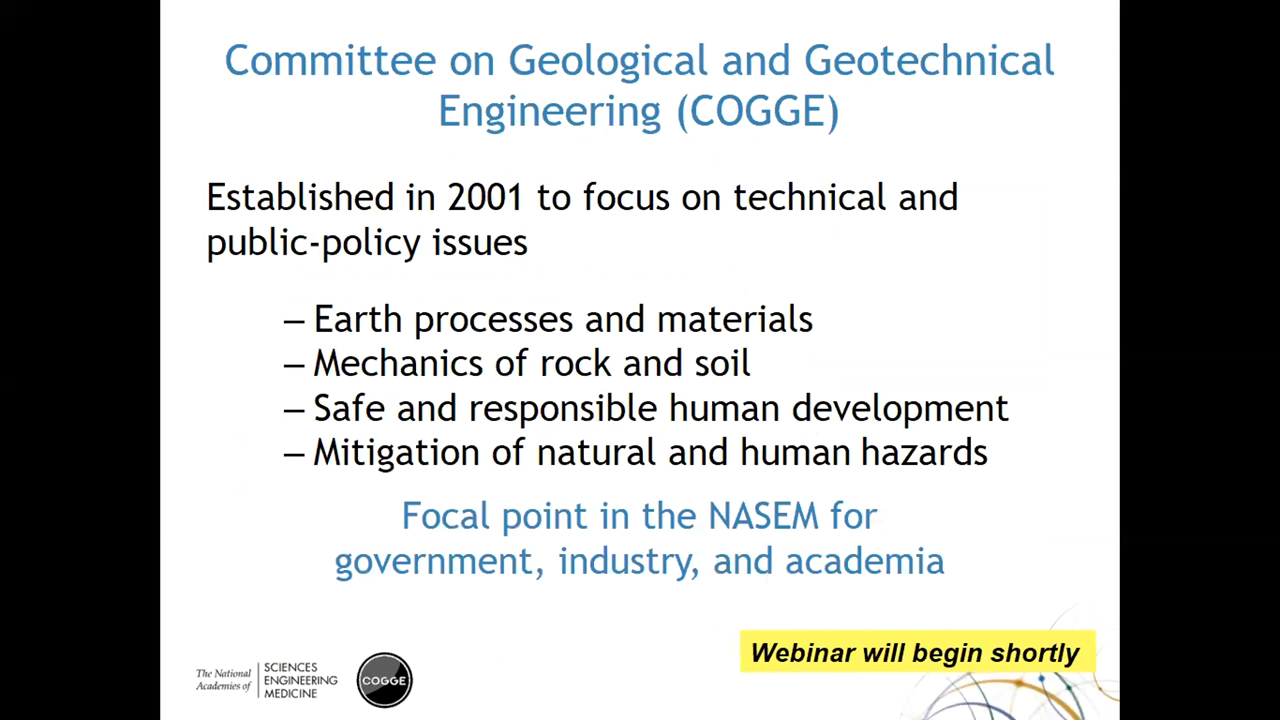 Committee on Geological and Geotechnical
Engineering (COGGE)
Established in 2001 to focus on technical and
public-policy issues
– Earth processes and materials
– Mechanics of rock and soil
– Safe and responsible human development
– Mitigation of natural and human hazards
Focal point in the NASEM for
government, industry, and academia
Webinar will begin shortly
The National
Academies of
SCIENCES
ENGINEERING
MEDICINE
COGGE